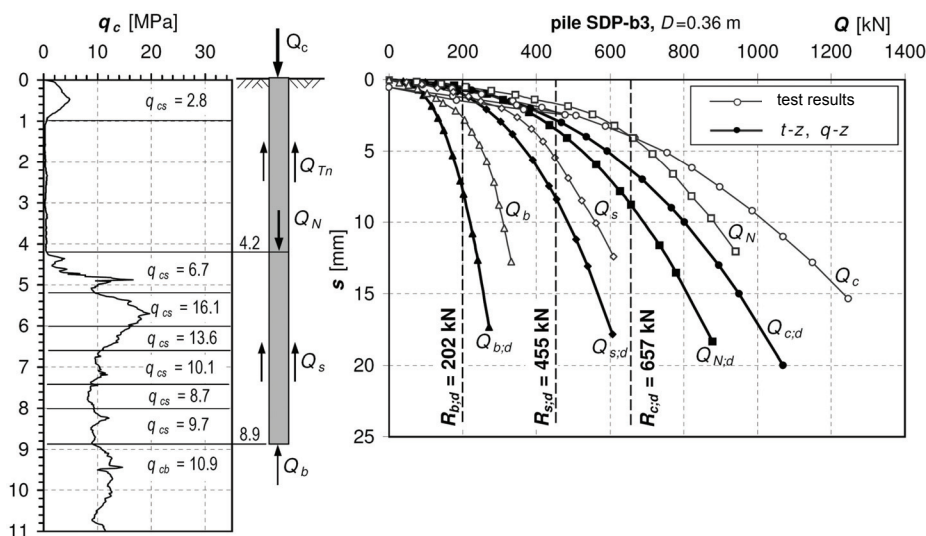 q_c [MPa]
0 10 20 30
0
1
2
3
4
5
6
7
8
9
10
11
q_cs = 2.8
q_cs = 6.7
q_cs = 16.1
q_cs = 13.6
q_cs = 10.1
q_cs = 8.7
q_cs = 9.7
q_cb = 10.9
4.2
8.9
Q_c
Q_Tn
Q_N
Q_s
Q_b
pile SDP-b3, D=0.36 m
Q [kN]
0 200 400 600 800 1000 1200 1400
s [mm]
0
5
10
15
20
25
test results
t-z, q-z
Q_b
Q_s
Q_N
Q_c
Q_b;d
Q_s;d
Q_N;d
Q_c;d
R_b;d = 202 kN
R_s;d = 455 kN
R_c;d = 657 kN